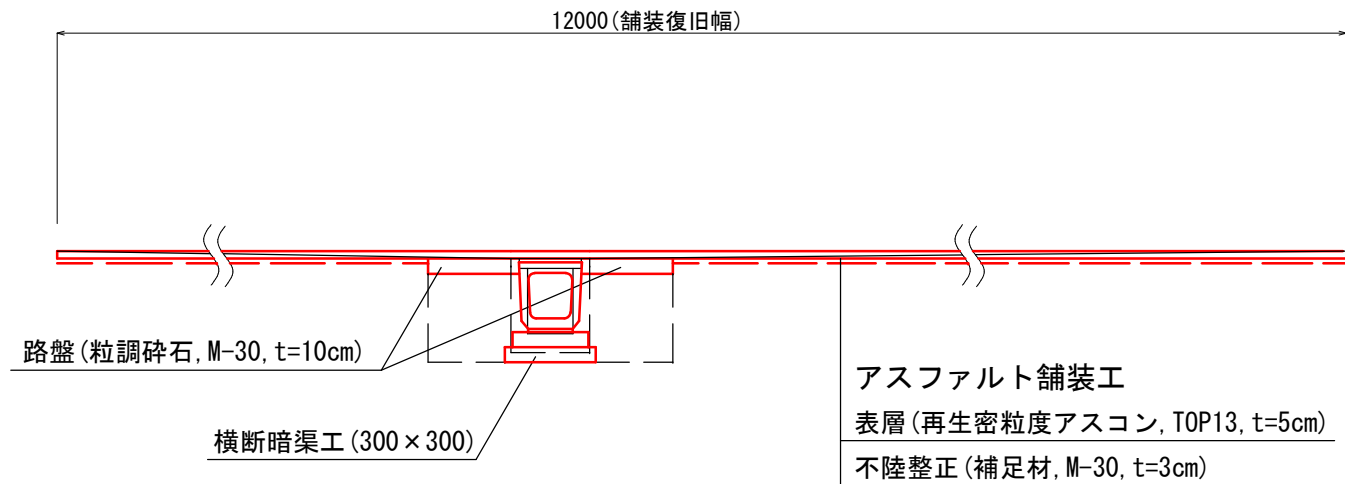 12000(舗装復旧幅)
路盤(粒調砕石,M-30,t=10cm)
横断暗渠工(300×300)
アスファルト舗装工
表層(再生密粒度アスコン,TOP13,t=5cm)
不陸整正(補足材,M-30,t=3cm)